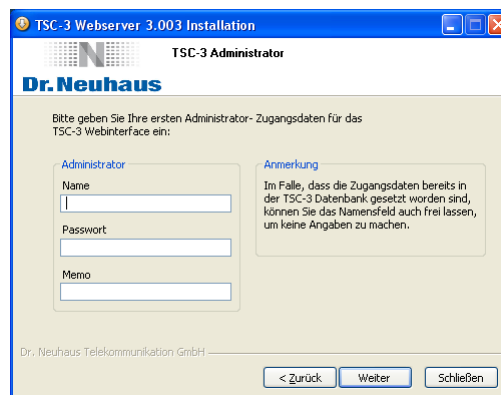 TSC-3 Webserver 3.003 Installation
N
TSC-3 Administrator
Dr.Neuhaus
Bitte geben Sie Ihre ersten Administrator- Zugangsdaten für das
TSC-3 Webinterface ein:
Administrator
Name
Passwort
Memo
Anmerkung
Im Falle, dass die Zugangsdaten bereits in
der TSC-3 Datenbank gesetzt worden sind,
können Sie das Namensfeld auch frei lassen,
um keine Angaben zu machen.
Dr. Neuhaus Telekommunikation GmbH
< Zurück
Weiter
Schließen